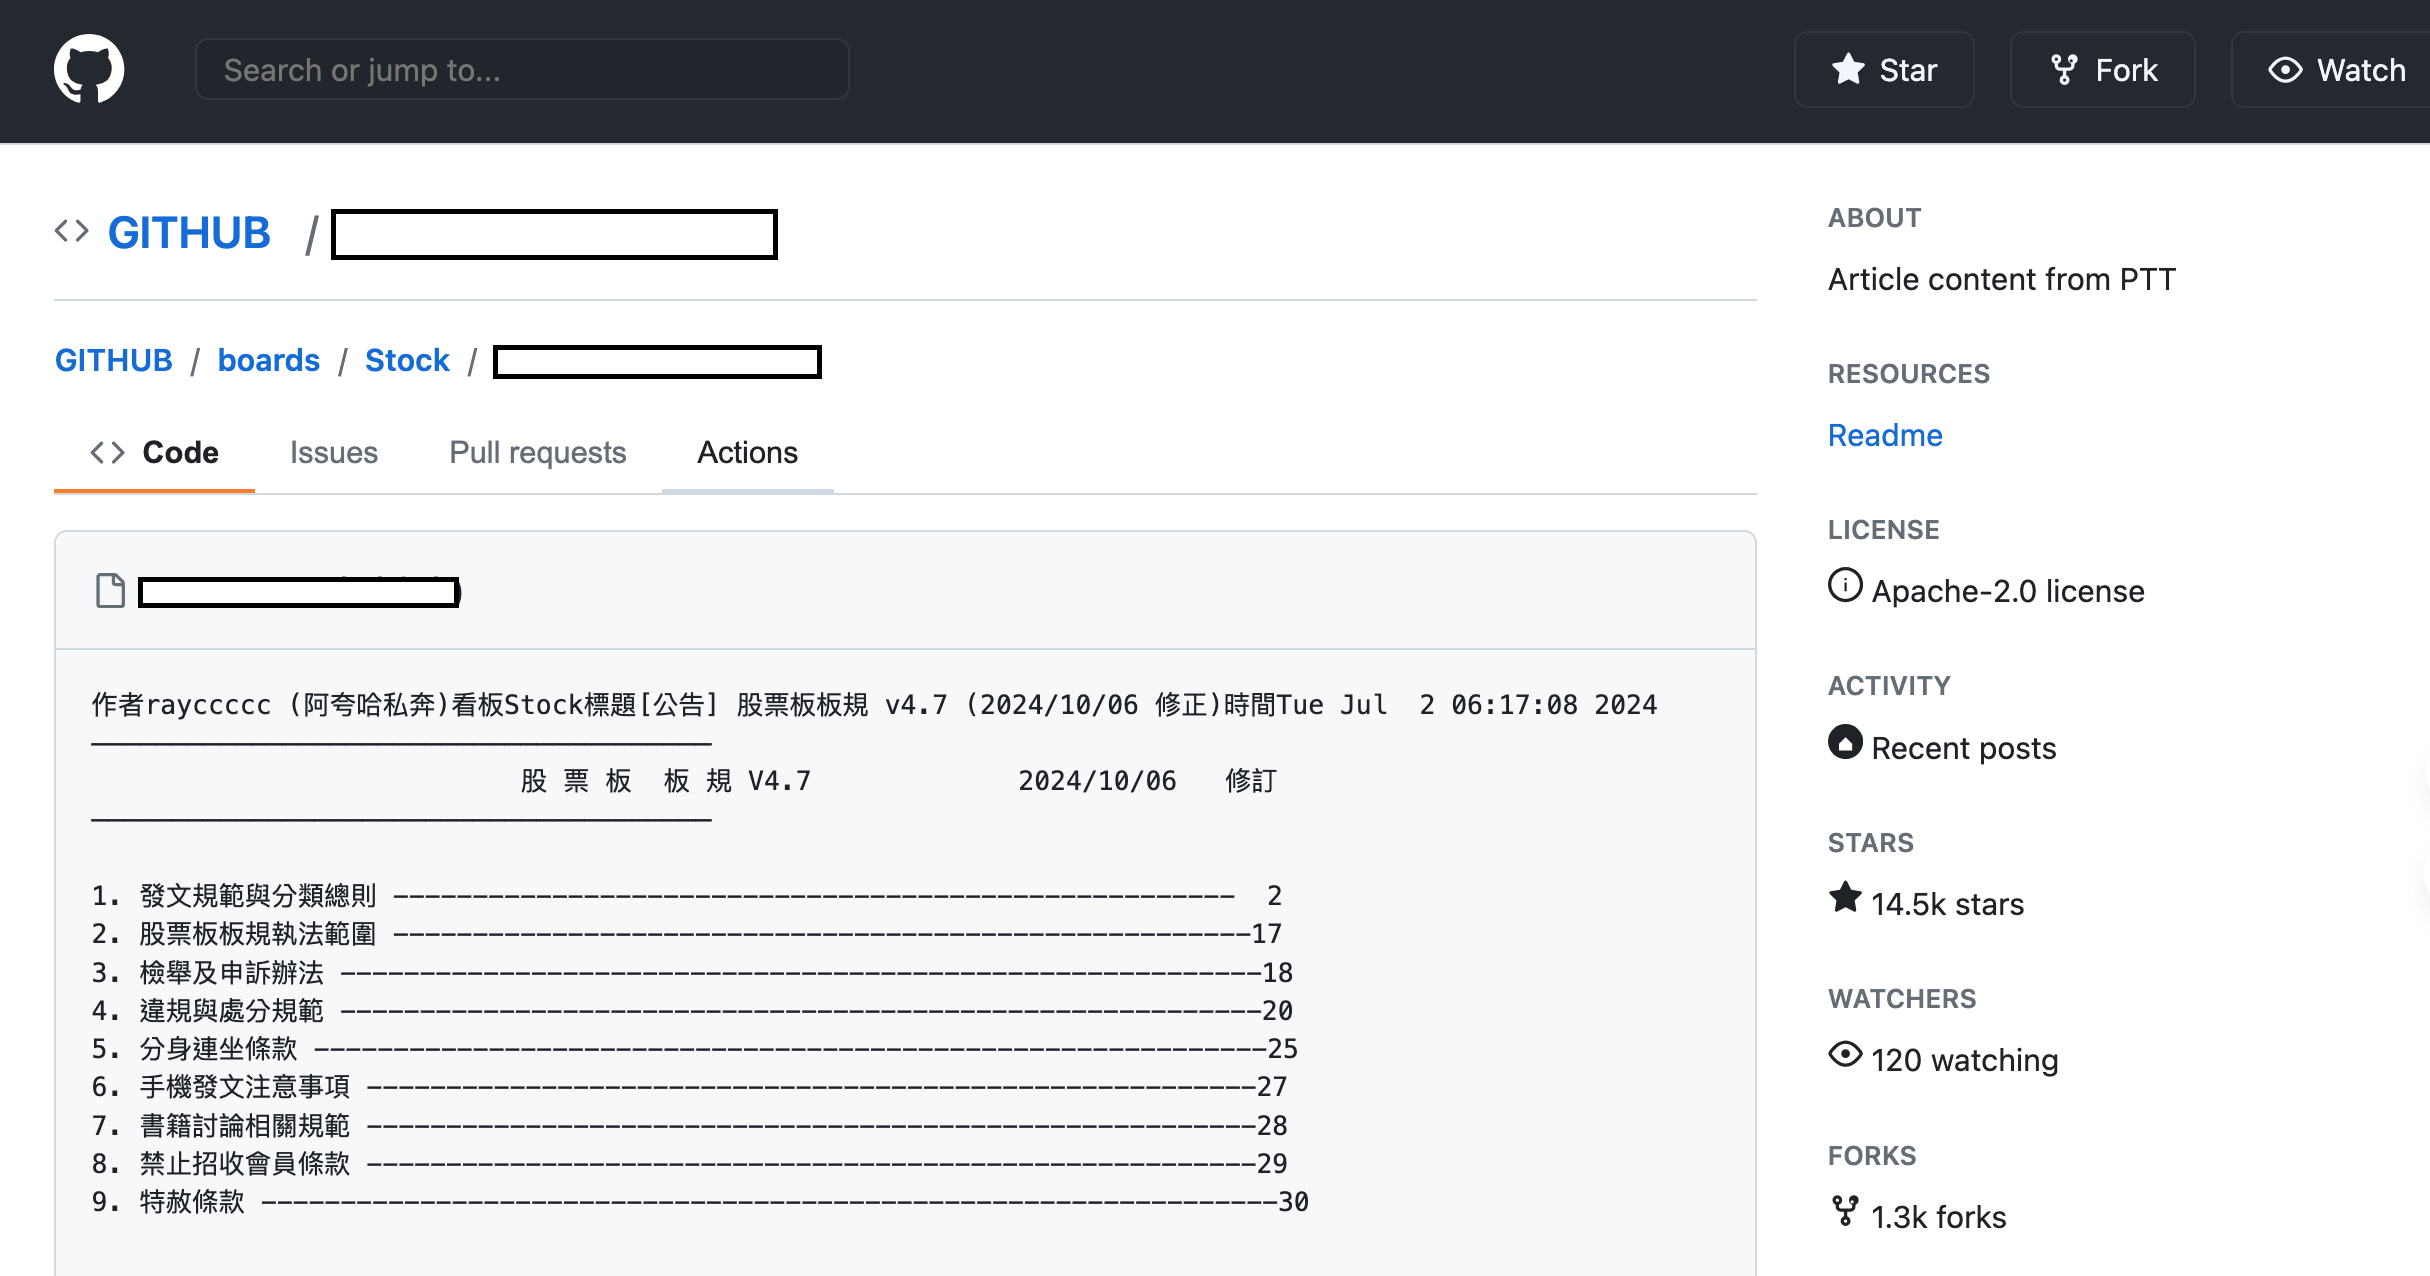 Search or jump to...
Star
Fork
Watch
GITHUB /
GITHUB / boards / Stock /
Code
Issues
Pull requests
Actions
作者rayccccc (阿夸哈私奔)看板Stock標題[公告] 股票板板規 v4.7 (2024/10/06 修正)時間Tue Jul  2 06:17:08 2024
股 票 板  板 規 V4.7  2024/10/06  修訂
1. 發文規範與分類總則 ————— 2
2. 股票板板規執法範圍 —————17
3. 檢舉及申訴辦法 —————18
4. 違規與處分規範 —————20
5. 分身連坐條款 —————25
6. 手機發文注意事項 —————27
7. 書籍討論相關規範 —————28
8. 禁止招收會員條款 —————29
9. 特赦條款 —————30
ABOUT
Article content from PTT
RESOURCES
Readme
LICENSE
Apache-2.0 license
ACTIVITY
Recent posts
STARS
14.5k stars
WATCHERS
120 watching
FORKS
1.3k forks